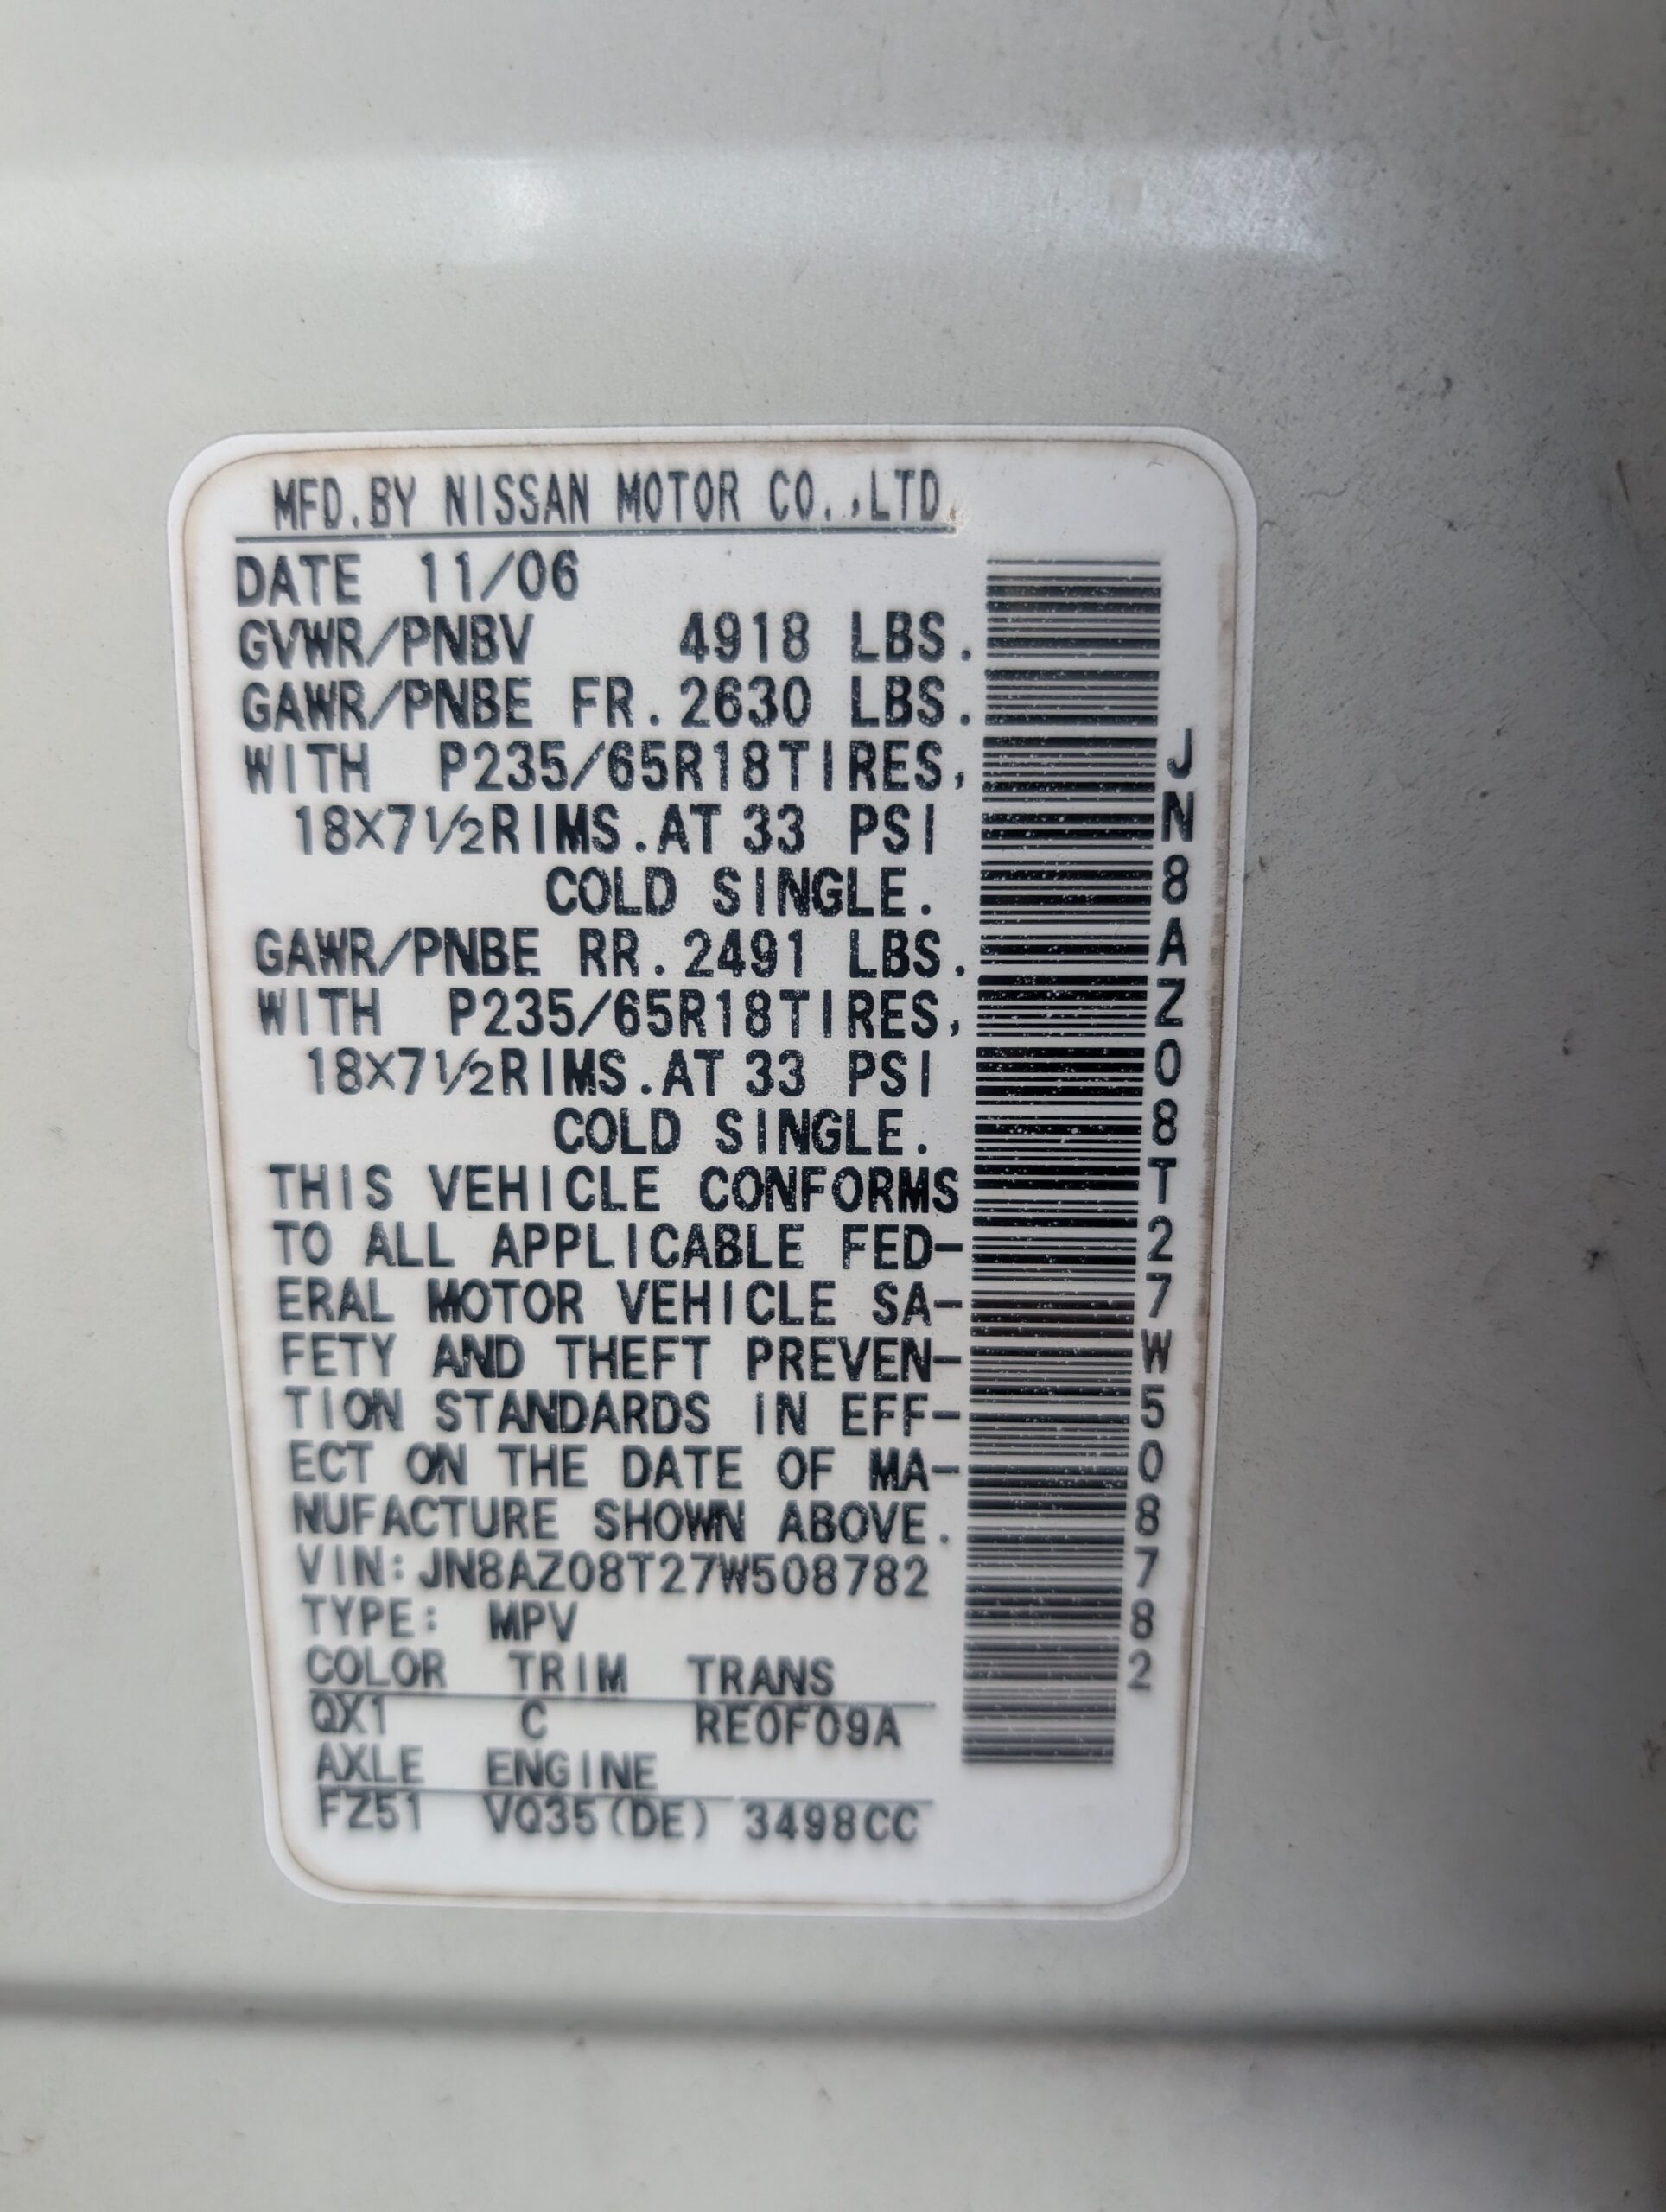 MFD.BY NISSAN MOTOR CO.,LTD.
DATE 11/06
GVWR/PNBV 4918 LBS.
GAWR/PNBE FR.2630 LBS.
WITH P235/65R18TIRES,
18X7½RIMS.AT 33 PSI
COLD SINGLE.
GAWR/PNBE RR.2491 LBS.
WITH P235/65R18TIRES,
18X7½RIMS.AT 33 PSI
COLD SINGLE.
THIS VEHICLE CONFORMS
TO ALL APPLICABLE FED-
ERAL MOTOR VEHICLE SA-
FETY AND THEFT PREVEN-
TION STANDARDS IN EFF-
ECT ON THE DATE OF MA-
NUFACTURE SHOWN ABOVE.
VIN:JN8AZ08T27W508782
TYPE: MPV
COLOR TRIM TRANS
QX1 C RE0F09A
AXLE ENGINE
FZ51 VQ35(DE) 3498CC
JN8AZ08T27W508782